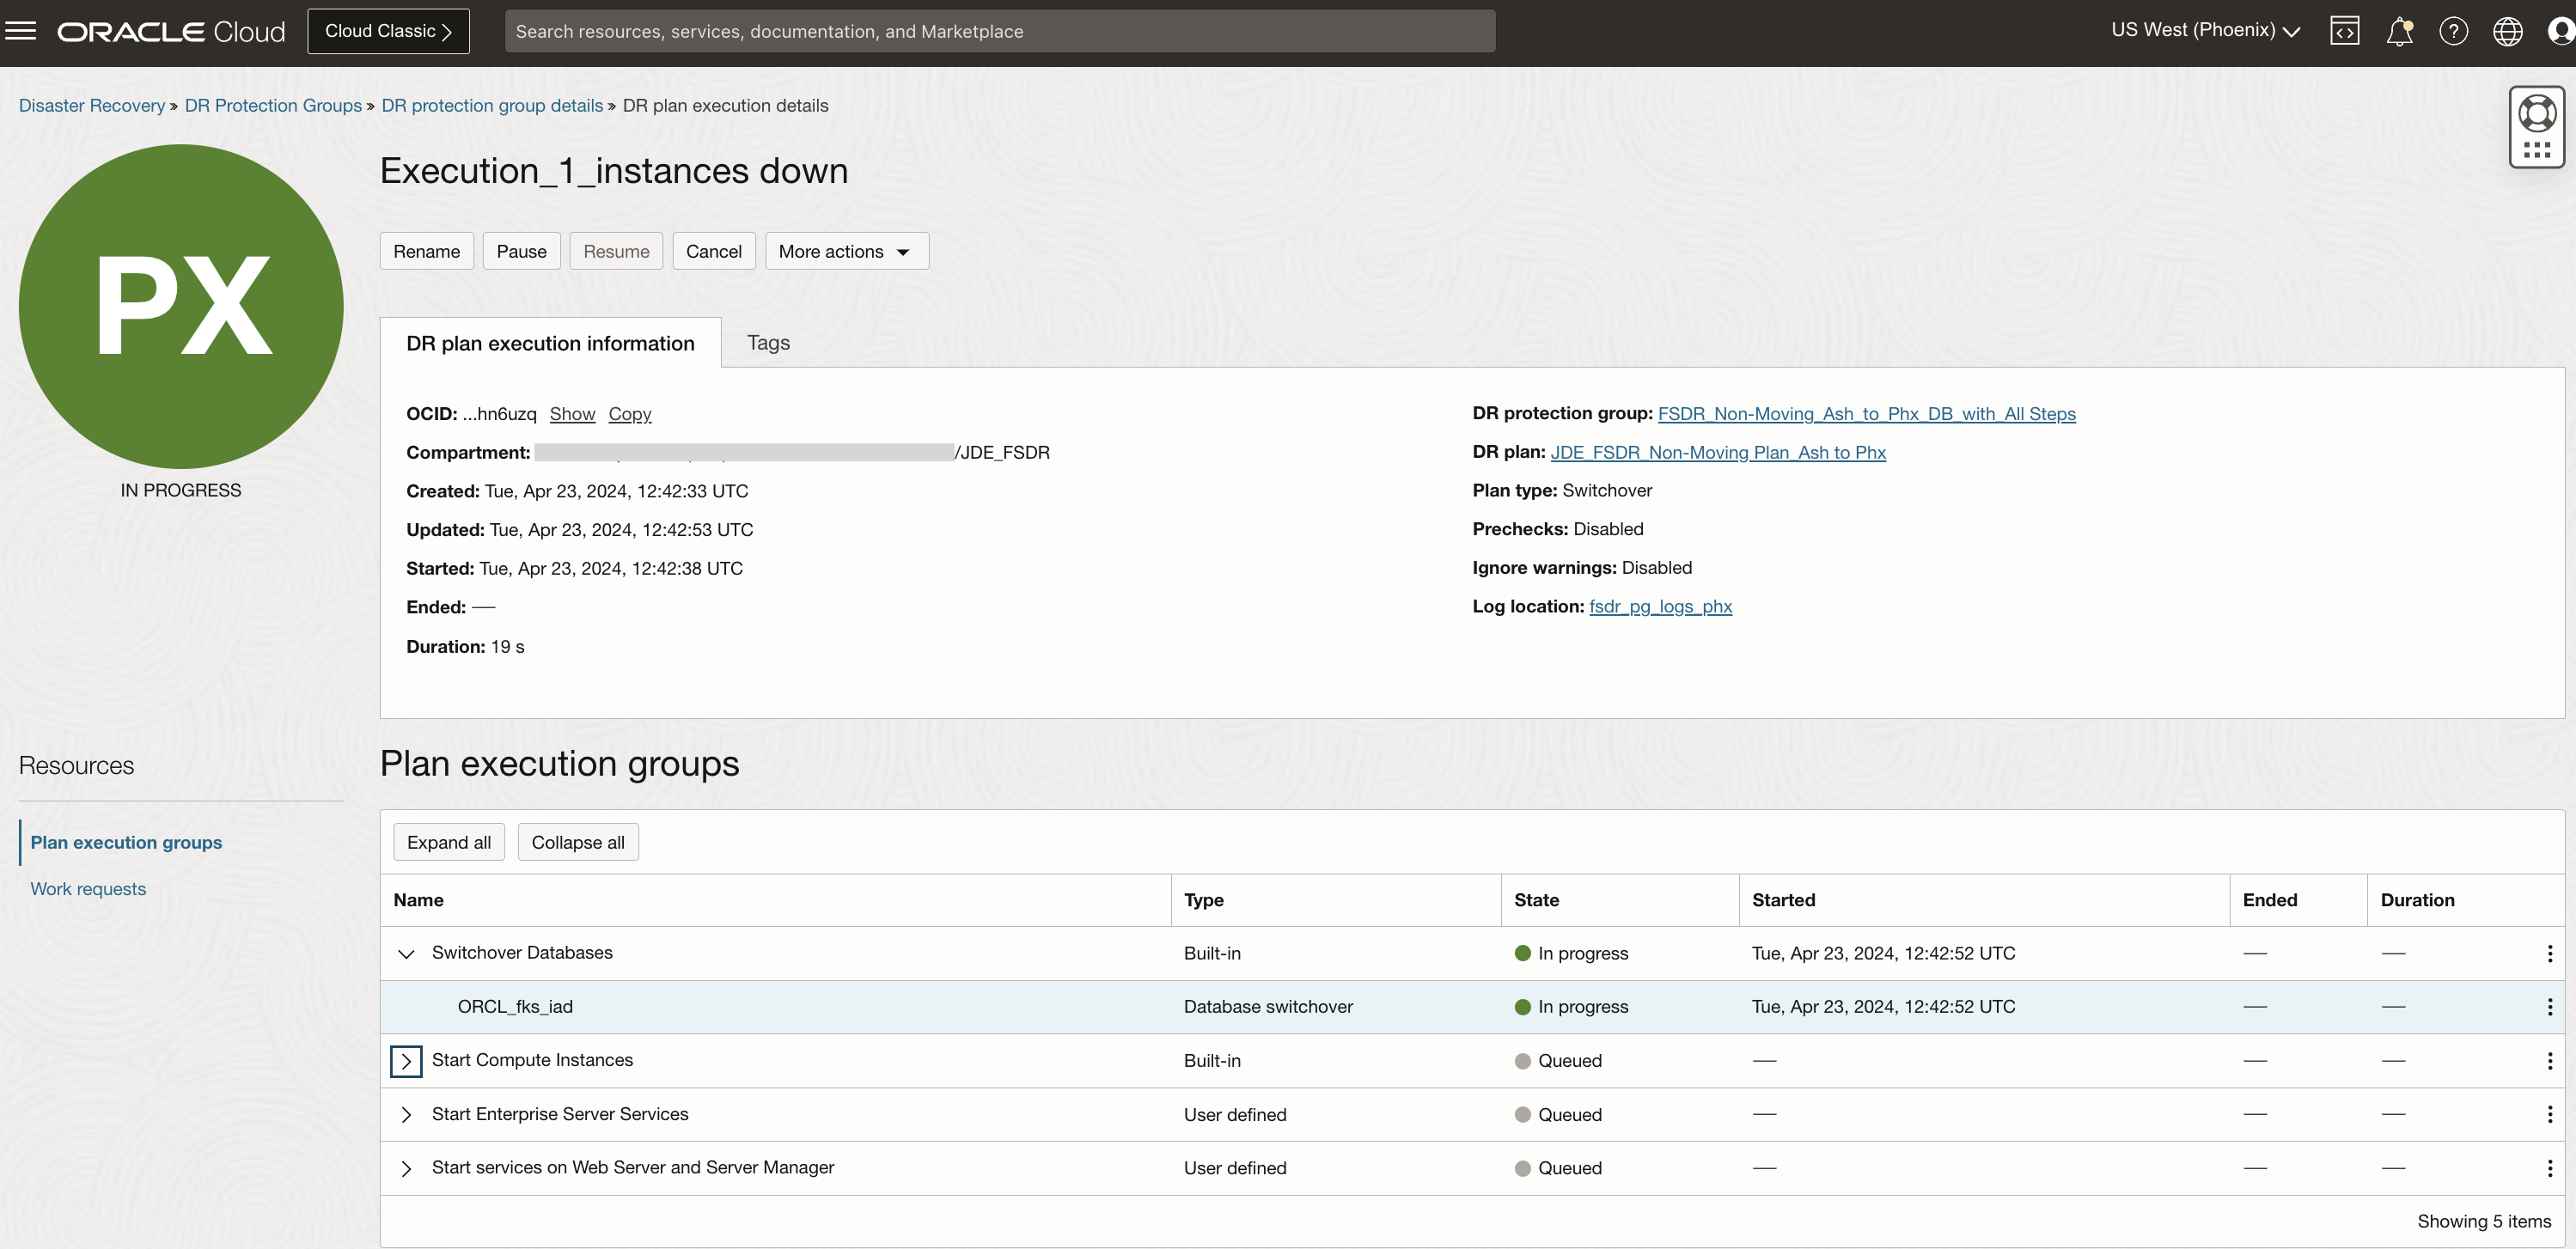 ORACLE Cloud
Cloud Classic
Search resources, services, documentation, and Marketplace
US West (Phoenix)
Disaster Recovery » DR Protection Groups » DR protection group details » DR plan execution details
PX
IN PROGRESS
Execution_1_instances down
Rename Pause Resume Cancel More actions
DR plan execution information Tags
OCID: ...hn6uzq Show Copy
Compartment: /JDE_FSDR
Created: Tue, Apr 23, 2024, 12:42:33 UTC
Updated: Tue, Apr 23, 2024, 12:42:53 UTC
Started: Tue, Apr 23, 2024, 12:42:38 UTC
Ended: —
Duration: 19 s
DR protection group: FSDR_Non-Moving_Ash_to_Phx_DB_with_All Steps
DR plan: JDE_FSDR_Non-Moving Plan_Ash to Phx
Plan type: Switchover
Prechecks: Disabled
Ignore warnings: Disabled
Log location: fsdr_pg_logs_phx
Resources
Plan execution groups
Work requests
Plan execution groups
Expand all Collapse all
Name Type State Started Ended Duration
Switchover Databases Built-in In progress Tue, Apr 23, 2024, 12:42:52 UTC — —
ORCL_fks_iad Database switchover In progress Tue, Apr 23, 2024, 12:42:52 UTC — —
Start Compute Instances Built-in Queued — — —
Start Enterprise Server Services User defined Queued — — —
Start services on Web Server and Server Manager User defined Queued — — —
Showing 5 items